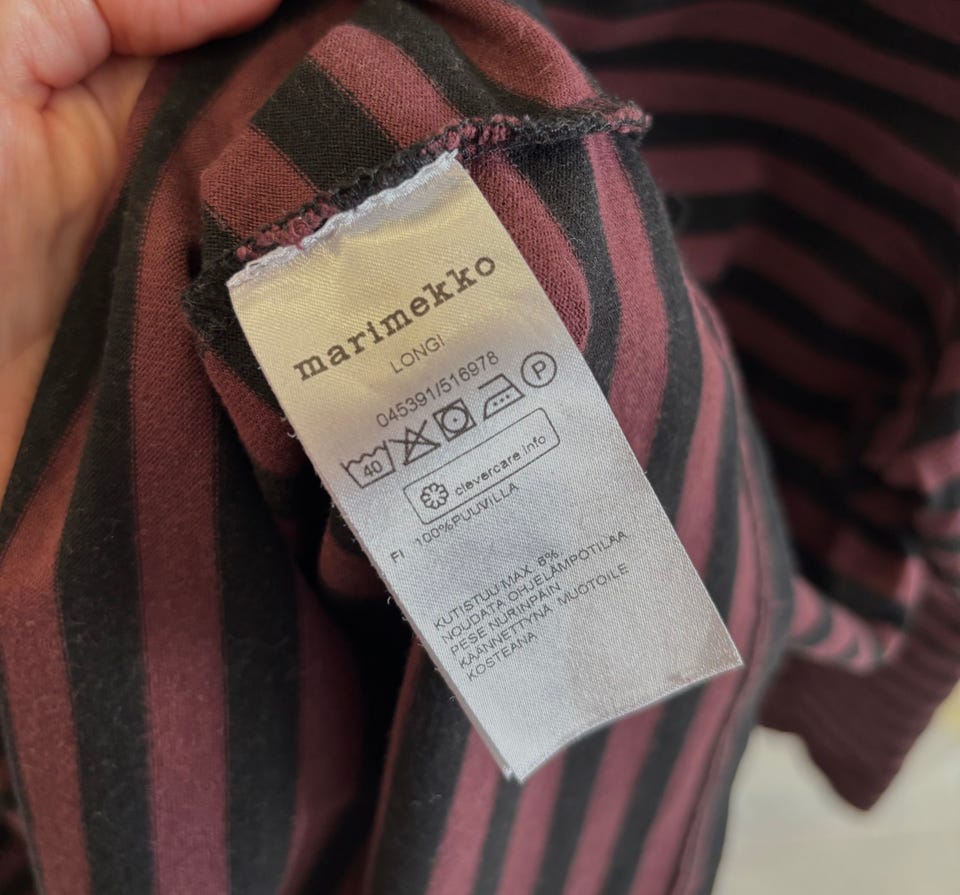 marimekko
LONGI
045391/516978
40 P
clevercare.info
FI 100%PUUVILLA
KUTISTUU MAX. 6%
NOUDATA OHJELÄMPÖTILAA
PESE NURINPÄIN
KÄÄNNETTYNÄ MUOTOILE
KOSTEANA